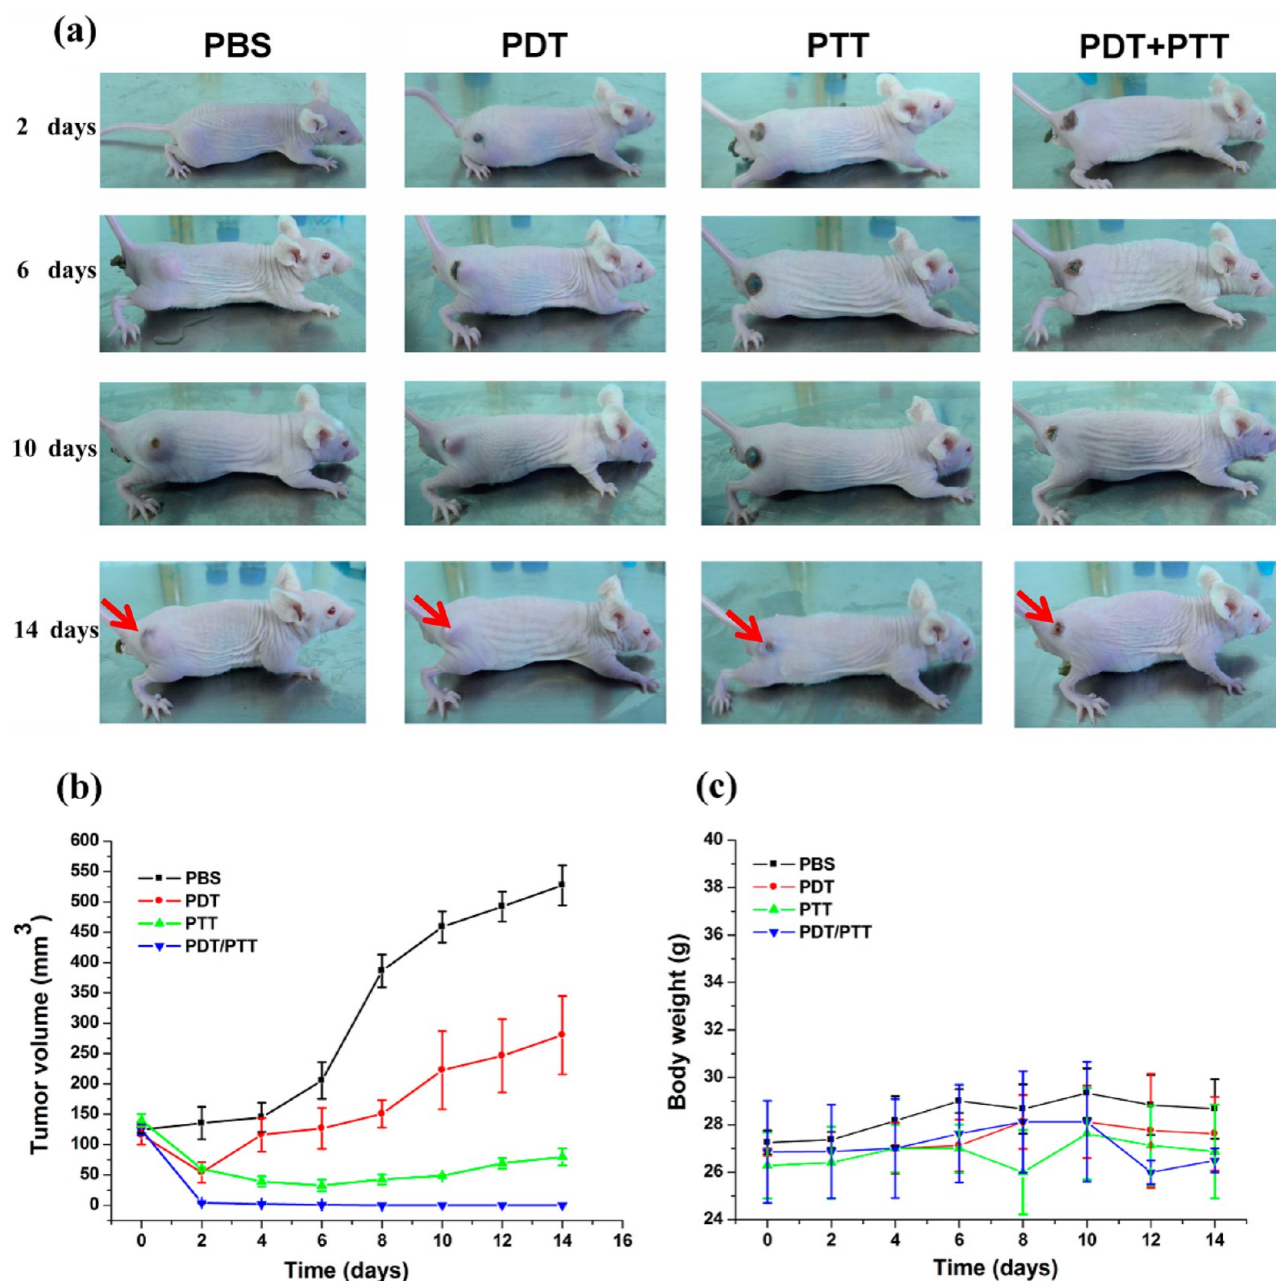 (a)
PBS PDT PTT PDT+PTT
2 days
6 days
10 days
14 days
(b)
600
550
500
450
400
350
300
250
200
150
100
50
0
Tumor volume (mm³)
PBS
PDT
PTT
PDT/PTT
0 2 4 6 8 10 12 14 16
Time (days)
(c)
40
38
36
34
32
30
28
26
24
Body weight (g)
PBS
PDT
PTT
PDT/PTT
0 2 4 6 8 10 12 14
Time (days)